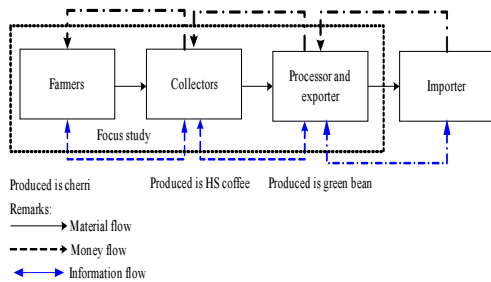 Farmers
Collectors
Processor and
exporter
Importer
Focus study
Produced is cherri
Produced is HS coffee
Produced is green bean
Remarks:
Material flow
Money flow
Information flow